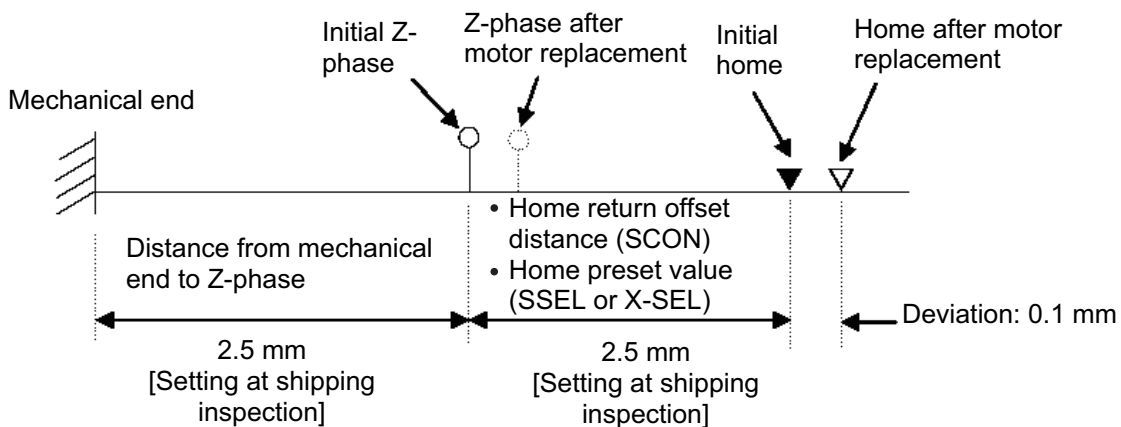 Initial Z-
phase
Z-phase after
motor replacement
Initial
home
Home after motor
replacement
Mechanical end
Distance from mechanical
end to Z-phase
• Home return offset
distance (SCON)
• Home preset value
(SSEL or X-SEL)
Deviation: 0.1 mm
2.5 mm
[Setting at shipping
inspection]
2.5 mm
[Setting at shipping
inspection]